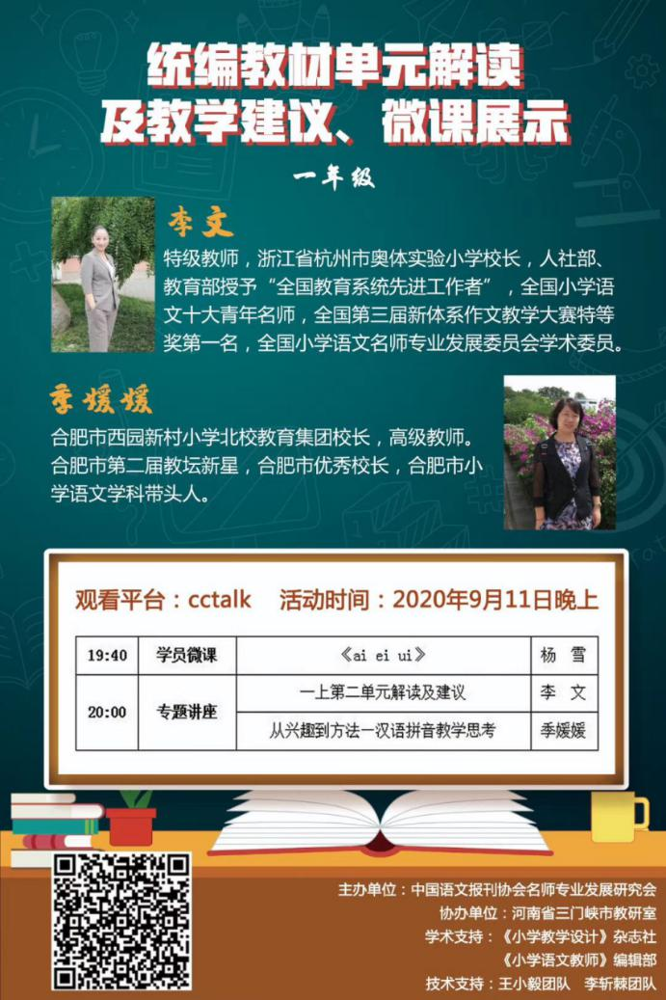 统编教材单元解读
及教学建议、微课展示
一年级
李文
特级教师，浙江省杭州市奥体实验小学校长，人社部、
教育部授予“全国教育系统先进工作者”，全国小学语
文十大青年名师，全国第三届新体系作文教学大赛特等
奖第一名，全国小学语文名师专业发展委员会学术委员。
季媛媛
合肥市西园新村小学北校教育集团校长，高级教师。
合肥市第二届教坛新星，合肥市优秀校长，合肥市小
学语文学科带头人。
观看平台：cctalk 活动时间：2020年9月11日晚上
19:40 学员微课 《ai ei ui》 杨 雪
20:00 专题讲座 一上第二单元解读及建议 李 文
从兴趣到方法—汉语拼音教学思考 季媛媛
主办单位：中国语文报刊协会名师专业发展研究会
协办单位：河南省三门峡市教研室
学术支持：《小学教学设计》杂志社
《小学语文教师》编辑部
技术支持：王小毅团队 李斩棘团队